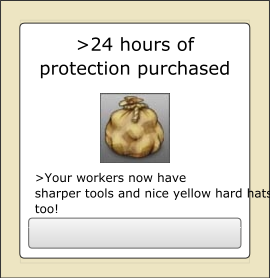 >24 hours of
protection purchased
>Your workers now have
sharper tools and nice yellow hard hats
too!